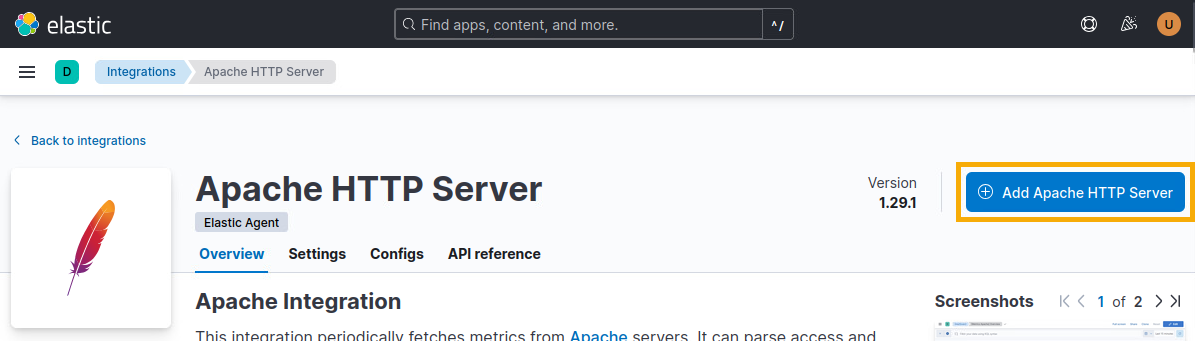 elastic
Find apps, content, and more.
^/
U
D
Integrations
Apache HTTP Server
Back to integrations
Apache HTTP Server
Elastic Agent
Version
1.29.1
Add Apache HTTP Server
Overview
Settings
Configs
API reference
Apache Integration
Screenshots
1 of 2
This integration periodically fetches metrics from Apache servers. It can parse access and